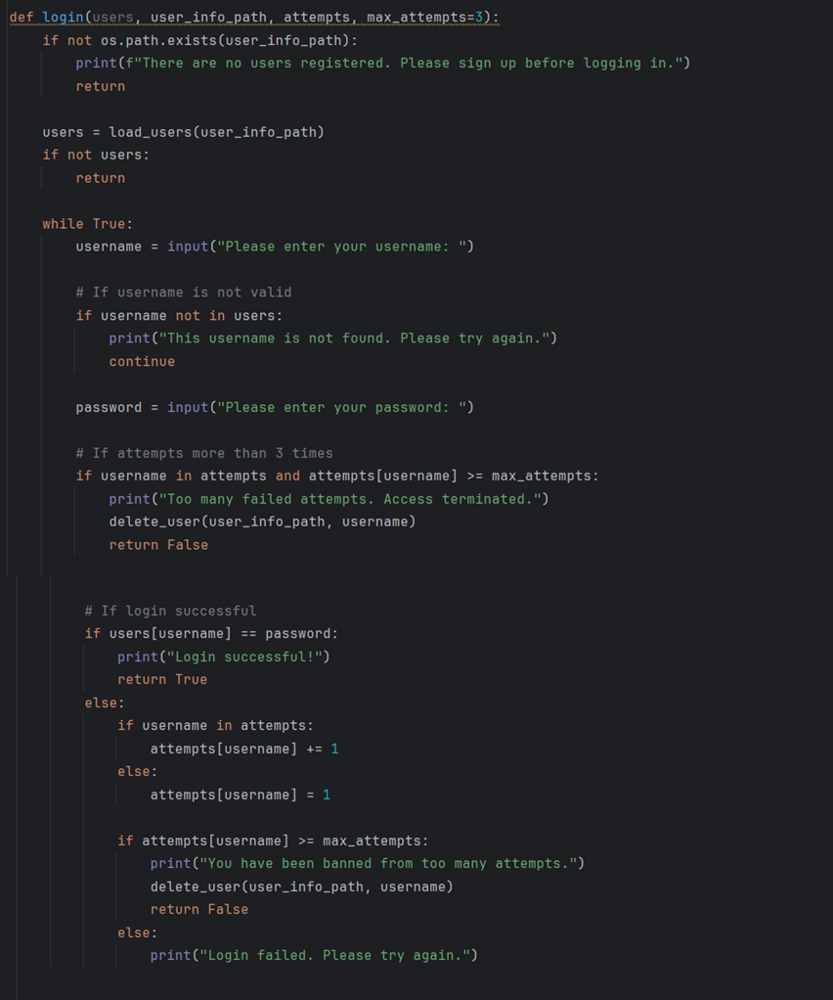 def login(users, user_info_path, attempts, max_attempts=3):
    if not os.path.exists(user_info_path):
        print(f"There are no users registered. Please sign up before logging in.")
        return

    users = load_users(user_info_path)
    if not users:
        return

    while True:
        username = input("Please enter your username: ")

        # If username is not valid
        if username not in users:
            print("This username is not found. Please try again.")
            continue

        password = input("Please enter your password: ")

        # If attempts more than 3 times
        if username in attempts and attempts[username] >= max_attempts:
            print("Too many failed attempts. Access terminated.")
            delete_user(user_info_path, username)
            return False

        # If login successful
        if users[username] == password:
            print("Login successful!")
            return True
        else:
            if username in attempts:
                attempts[username] += 1
            else:
                attempts[username] = 1

            if attempts[username] >= max_attempts:
                print("You have been banned from too many attempts.")
                delete_user(user_info_path, username)
                return False
            else:
                print("Login failed. Please try again.")